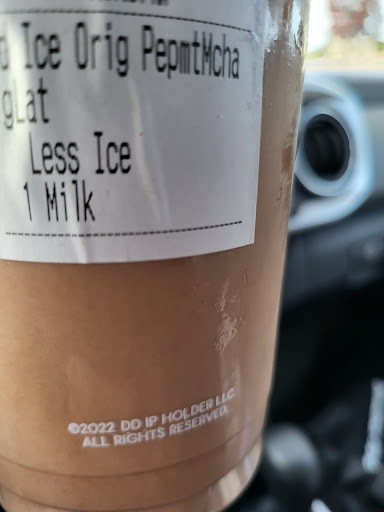 Ice Orig PepmtMcha
gLat
Less Ice
1 Milk
©2022 DD IP HOLDER LLC
ALL RIGHTS RESERVED.